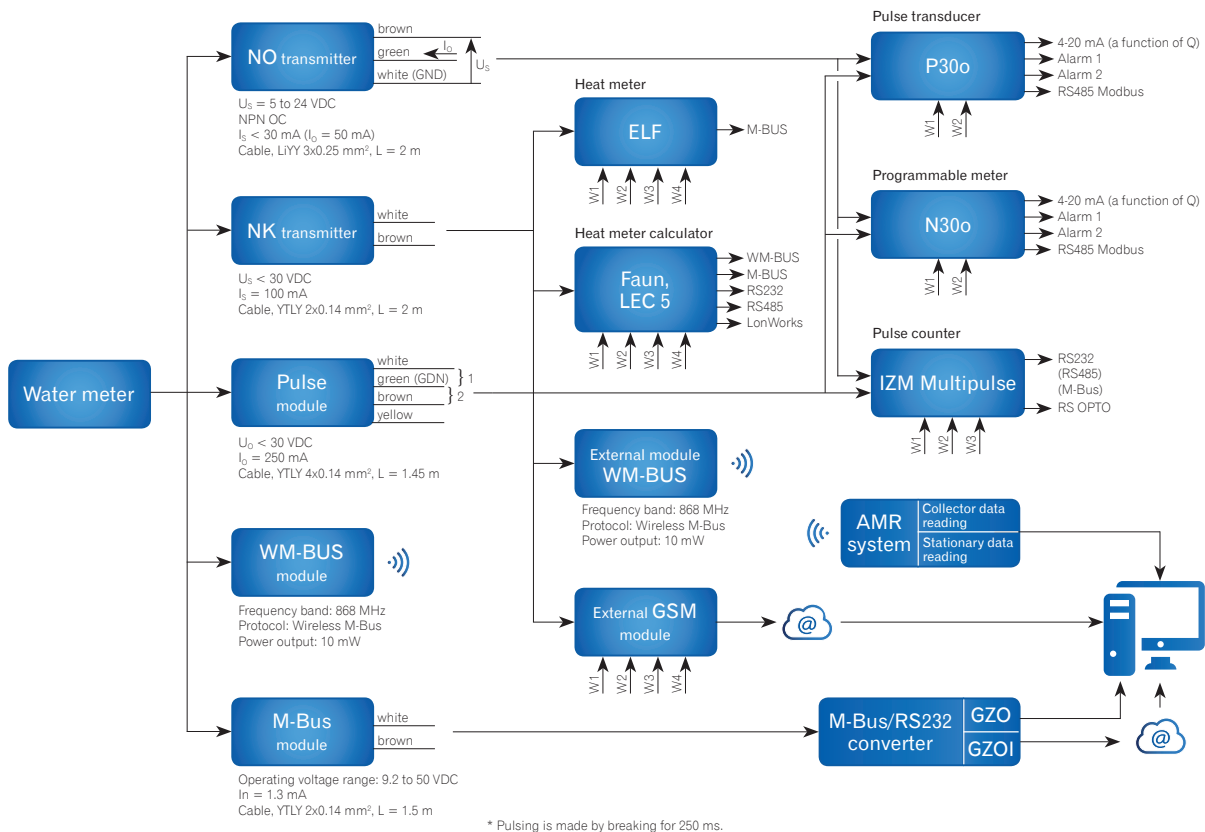 Water meter
brown
NO transmitter
green
I₀
white (GND)
Uₛ
Uₛ = 5 to 24 VDC
NPN OC
Iₛ < 30 mA (I₀ = 50 mA)
Cable, LiYY 3x0.25 mm², L = 2 m
NK transmitter
white
brown
Uₛ < 30 VDC
Iₛ = 100 mA
Cable, YTLY 2x0.14 mm², L = 2 m
Pulse
module
white
green (GDN)
} 1
brown
} 2
yellow
U₀ < 30 VDC
I₀ = 250 mA
Cable, YTLY 4x0.14 mm², L = 1.45 m
WM-BUS
module
Frequency band: 868 MHz
Protocol: Wireless M-Bus
Power output: 10 mW
M-Bus
module
white
brown
Operating voltage range: 9.2 to 50 VDC
In = 1.3 mA
Cable, YTLY 2x0.14 mm², L = 1.5 m
Heat meter
ELF
M-BUS
W1 W2 W3 W4
Heat meter calculator
Faun,
LEC 5
WM-BUS
M-BUS
RS232
RS485
LonWorks
W1 W2 W3 W4
External module
WM-BUS
Frequency band: 868 MHz
Protocol: Wireless M-Bus
Power output: 10 mW
External GSM
module
@
W1 W2 W3 W4
Pulse transducer
P30o
4-20 mA (a function of Q)
Alarm 1
Alarm 2
RS485 Modbus
W1 W2
Programmable meter
N30o
4-20 mA (a function of Q)
Alarm 1
Alarm 2
RS485 Modbus
W1 W2
Pulse counter
IZM Multipulse
RS232
(RS485)
(M-Bus)
RS OPTO
W1 W2 W3
AMR
system
Collector data
reading
Stationary data
reading
M-Bus/RS232
converter
GZO
GZOI
@
* Pulsing is made by breaking for 250 ms.